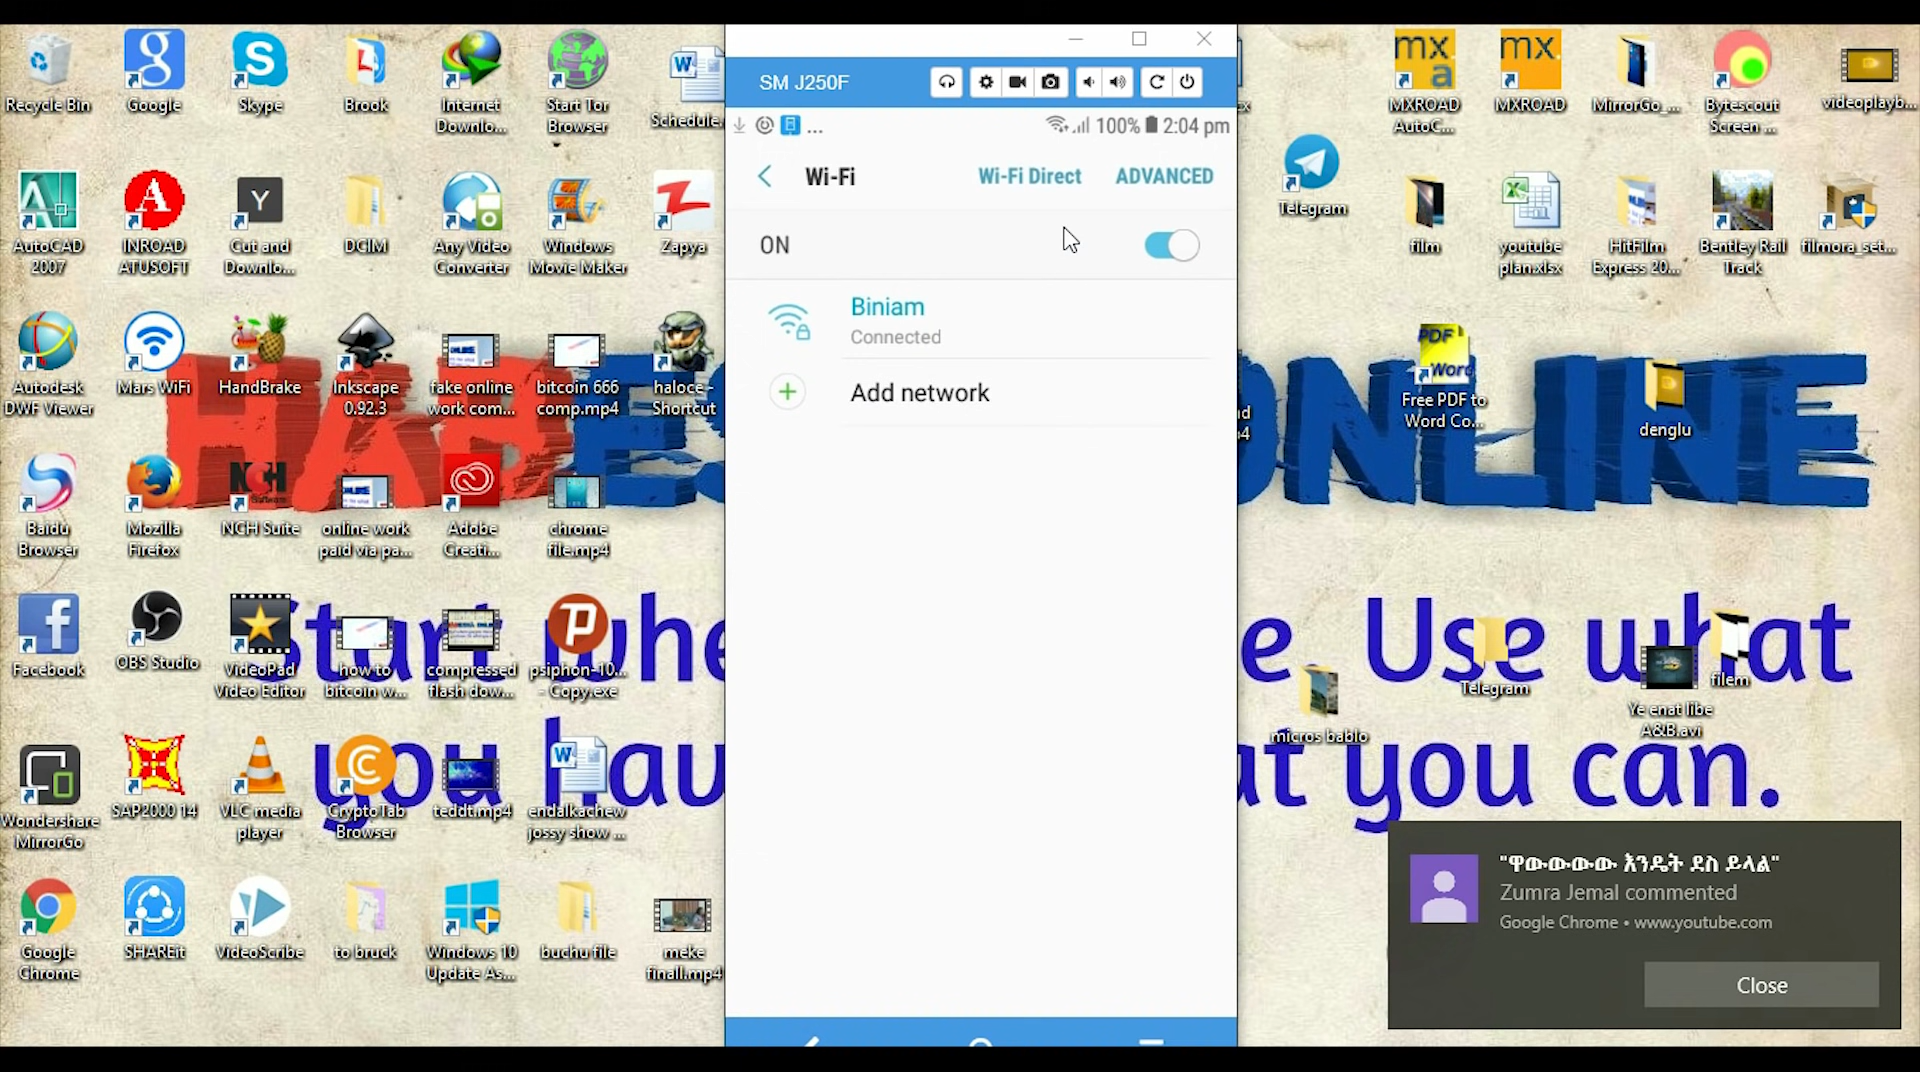 Recycle Bin
Google
Skype
Brook
Internet
Downlo...
Start Tor
Browser
Schedule.
AutoCAD
2007
INROAD
ATUSOFT
Cut and
Downlo...
DCIM
Any Video
Converter
Windows
Movie Maker
Zapya
Autodesk
DWF Viewer
Mars WiFi
HandBrake
Inkscape
0.92.3
fake online
work com...
bitcoin 666
comp.mp4
haloce -
Shortcut
Baidu
Browser
Mozilla
Firefox
NCH Suite
online work
paid via pa...
Adobe
Creati...
chrome
file.mp4
Facebook
OBS Studio
VideoPad
Video Editor
how to
bitcoin w...
compressed
flash dow...
psiphon-10...
- Copy.exe
Wondershare
MirrorGo
SAP2000 14
VLC media
player
CryptoTab
Browser
teddt.mp4
endalkachew
jossy show ...
Google
Chrome
SHAREit
VideoScribe
to bruck
Windows 10
Update As...
buchu file
meke
finall.mp4
SM J250F
... 100% 2:04 pm
Wi-Fi Wi-Fi Direct ADVANCED
ON
Biniam
Connected
Add network
MXROAD
AutoC...
MXROAD
MirrorGo_...
Bytescout
Screen ...
videoplayb...
Telegram
film
youtube
plan.xlsx
HitFilm
Express 20...
Bentley Rail
Track
filmora_set...
Free PDF to
Word Co...
denglu
ONLINE
Telegram
filem
Ye enat libe
A&B.avi
micros bablo
Use what
you can.
"ዋውውውው እንዴት ደስ ይላል"
Zumra Jemal commented
Google Chrome • www.youtube.com
Close